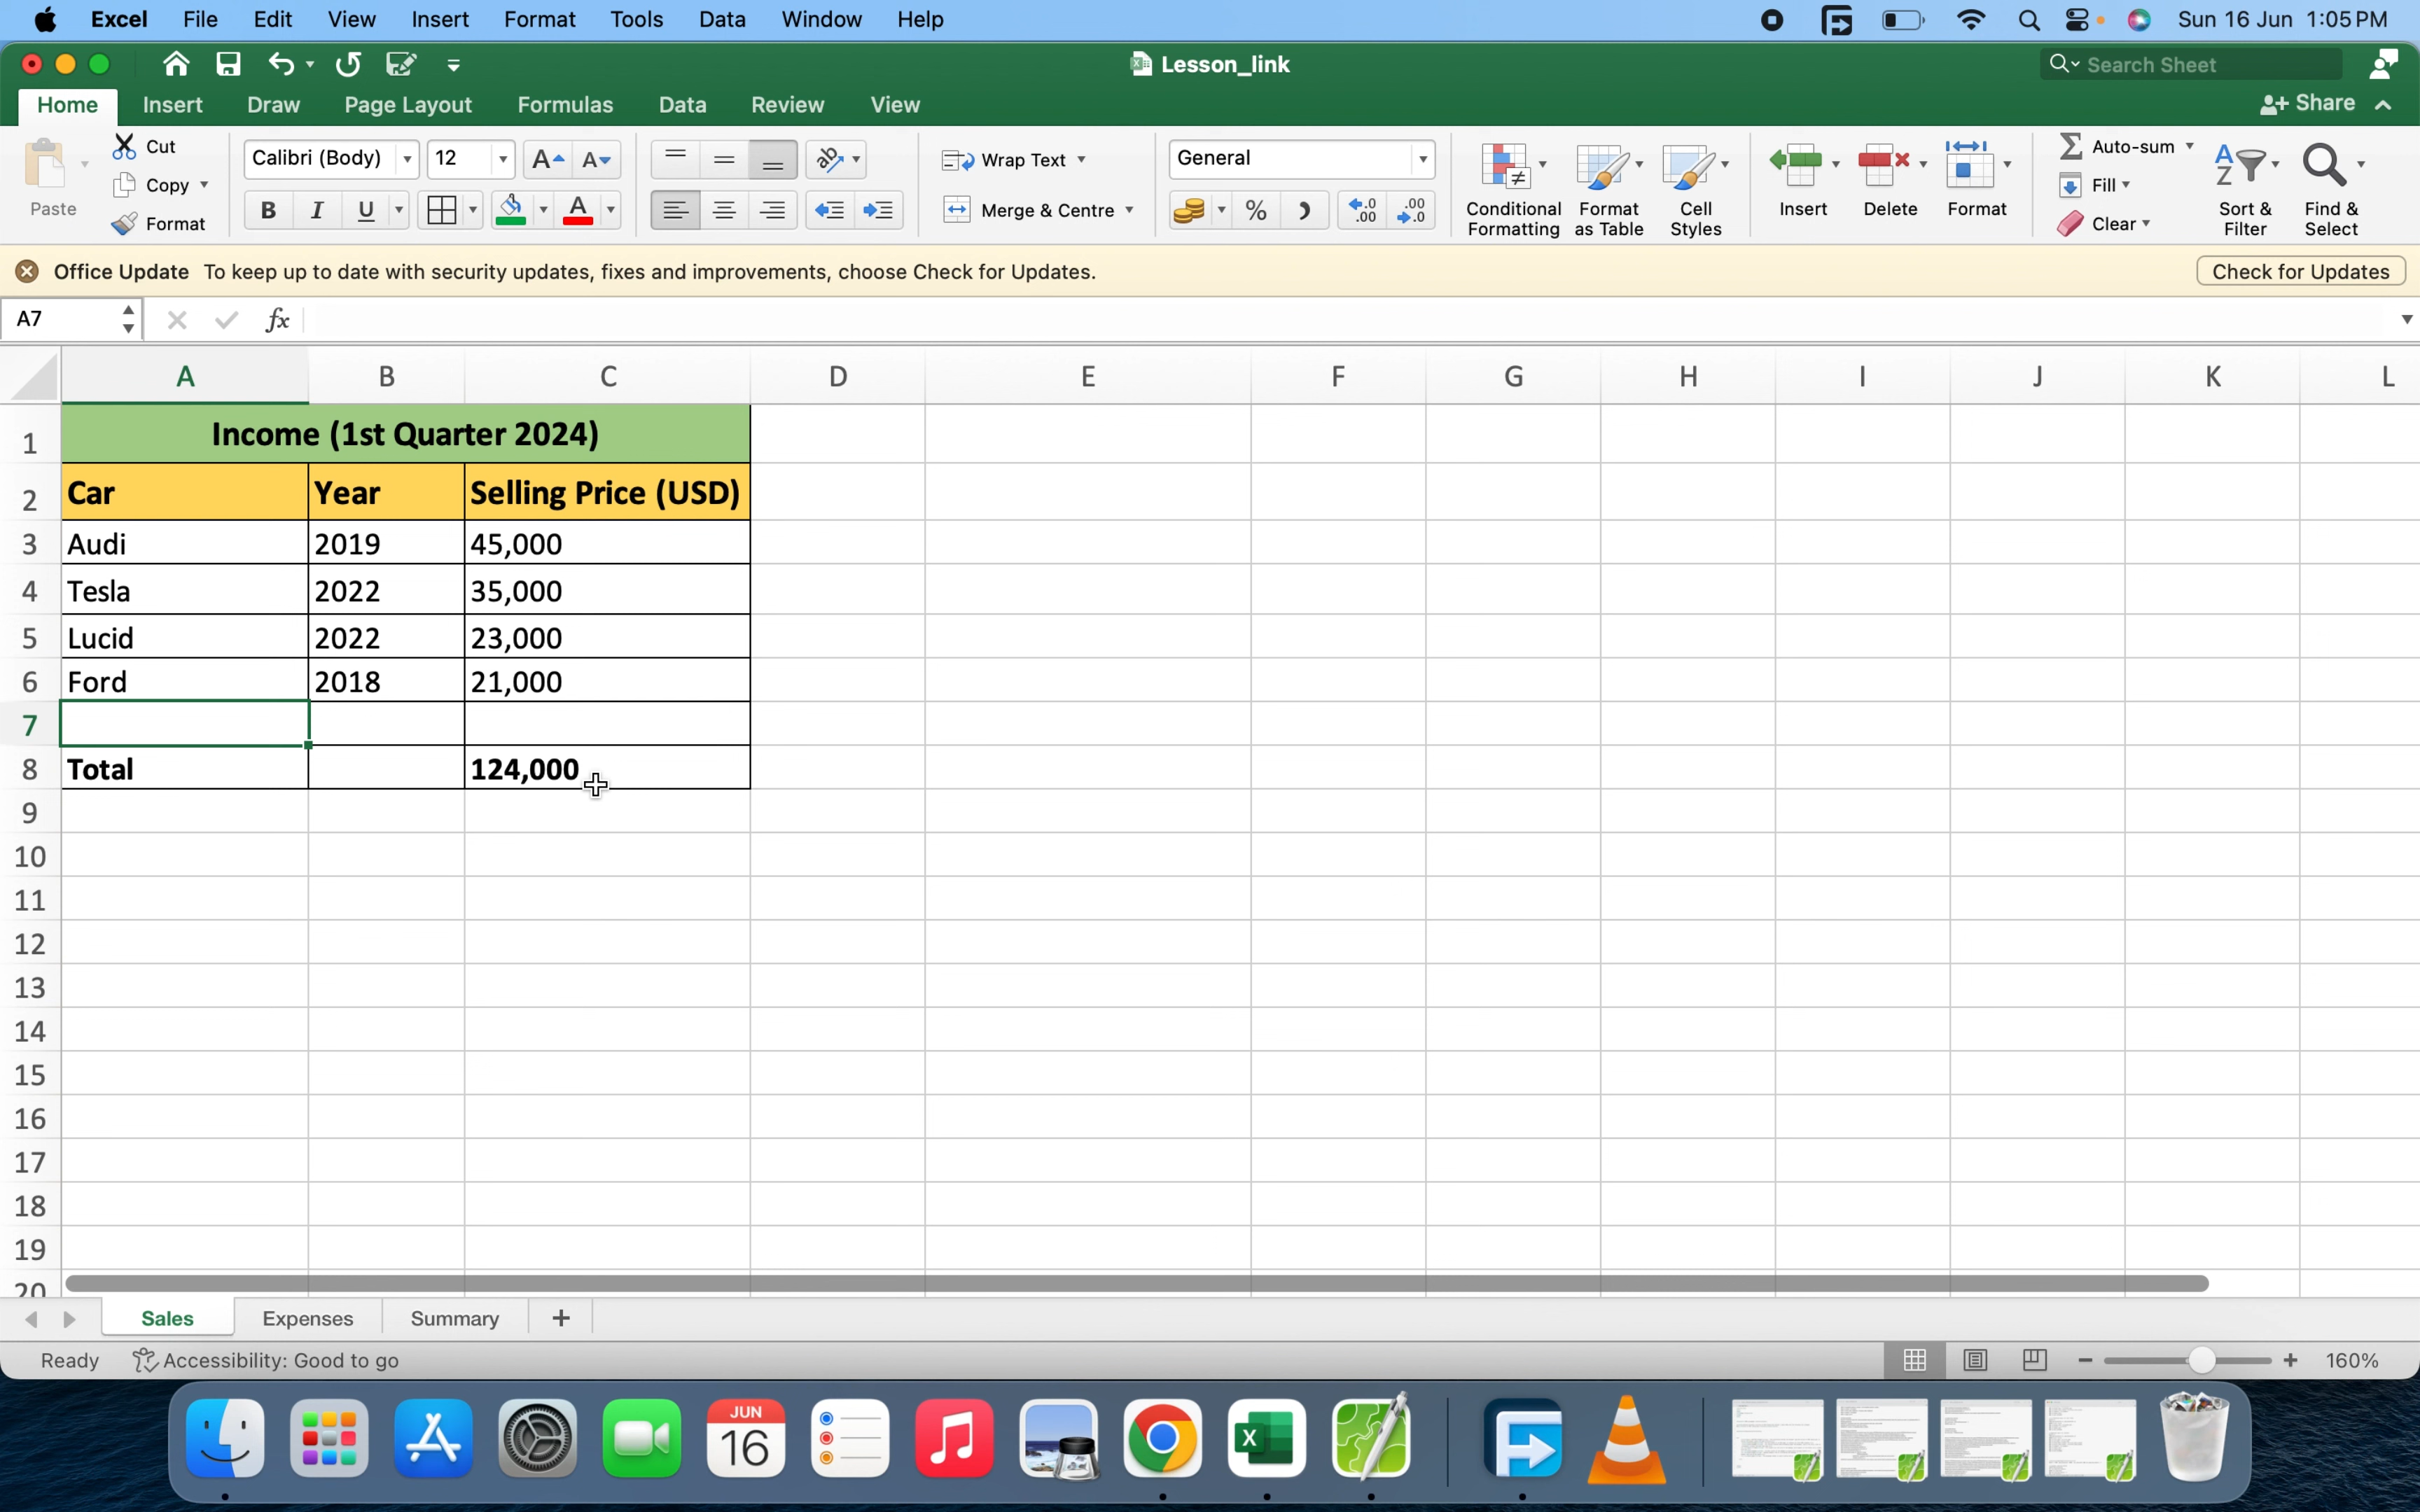 Excel File Edit View Insert Format Tools Data Window Help Sun 16 Jun 1:05 PM
Lesson_link Search Sheet
Home Insert Draw Page Layout Formulas Data Review View Share
Paste Cut Copy Format
Calibri (Body) 12 A A
B I U A
ab Wrap Text Merge & Centre
General % .0 .00 .00 .0
Conditional Formatting Format as Table Cell Styles
Insert Delete Format
Auto-sum Fill Clear
A Z Sort & Filter Find & Select
Office Update To keep up to date with security updates, fixes and improvements, choose Check for Updates. Check for Updates
A7 fx
A B C D E F G H I J K L
1 Income (1st Quarter 2024)
2 Car Year Selling Price (USD)
3 Audi 2019 45,000
4 Tesla 2022 35,000
5 Lucid 2022 23,000
6 Ford 2018 21,000
7
8 Total 124,000
9
10
11
12
13
14
15
16
17
18
19
20
Sales Expenses Summary +
Ready Accessibility: Good to go 160%
JUN
16
X